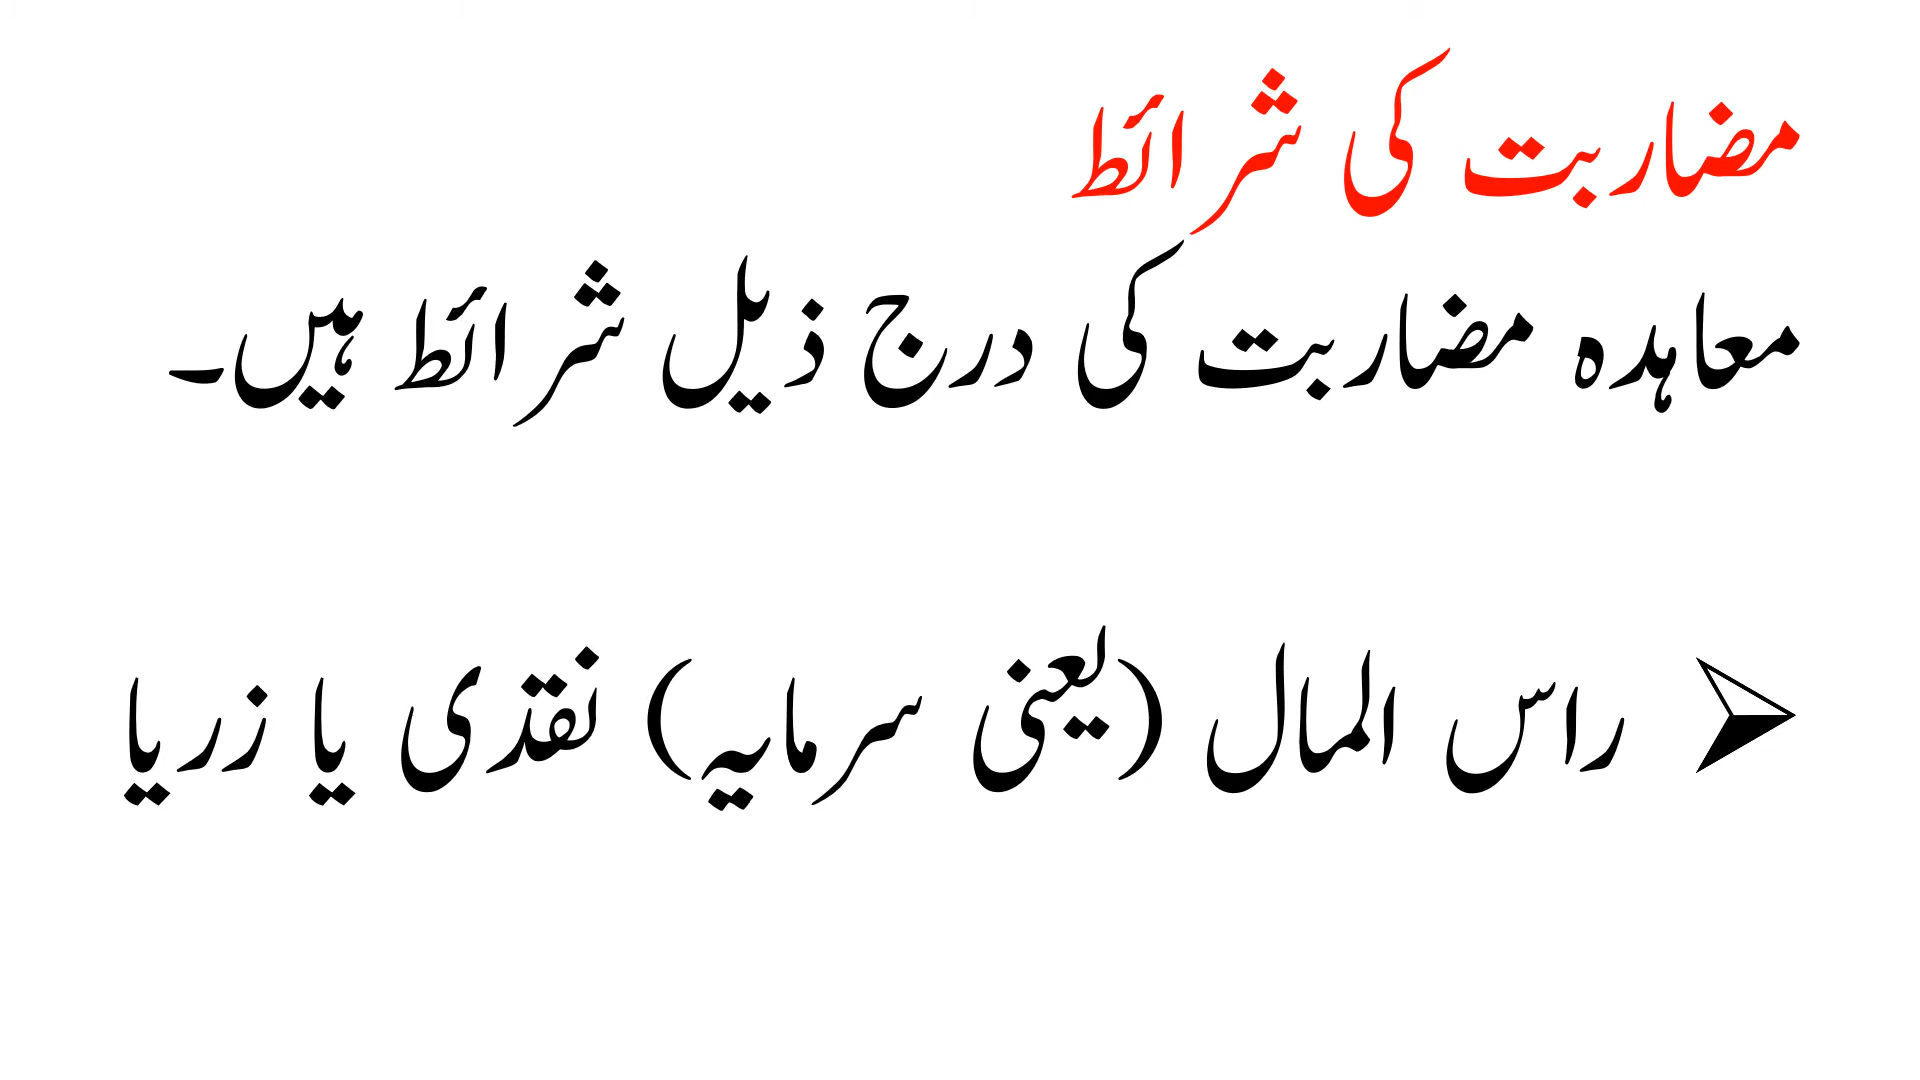 مضاربت کی شرائط
معاہدہ مضاربت کی درج ذیل شرائط ہیں۔
➢ راس المال (یعنی سرمایہ) نقدی یا زریا